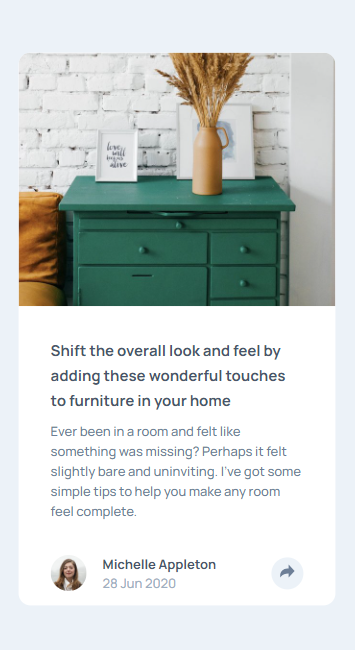 love
will
keep us
alive
Shift the overall look and feel by
adding these wonderful touches
to furniture in your home
Ever been in a room and felt like
something was missing? Perhaps it felt
slightly bare and uninviting. I've got some
simple tips to help you make any room
feel complete.
Michelle Appleton
28 Jun 2020